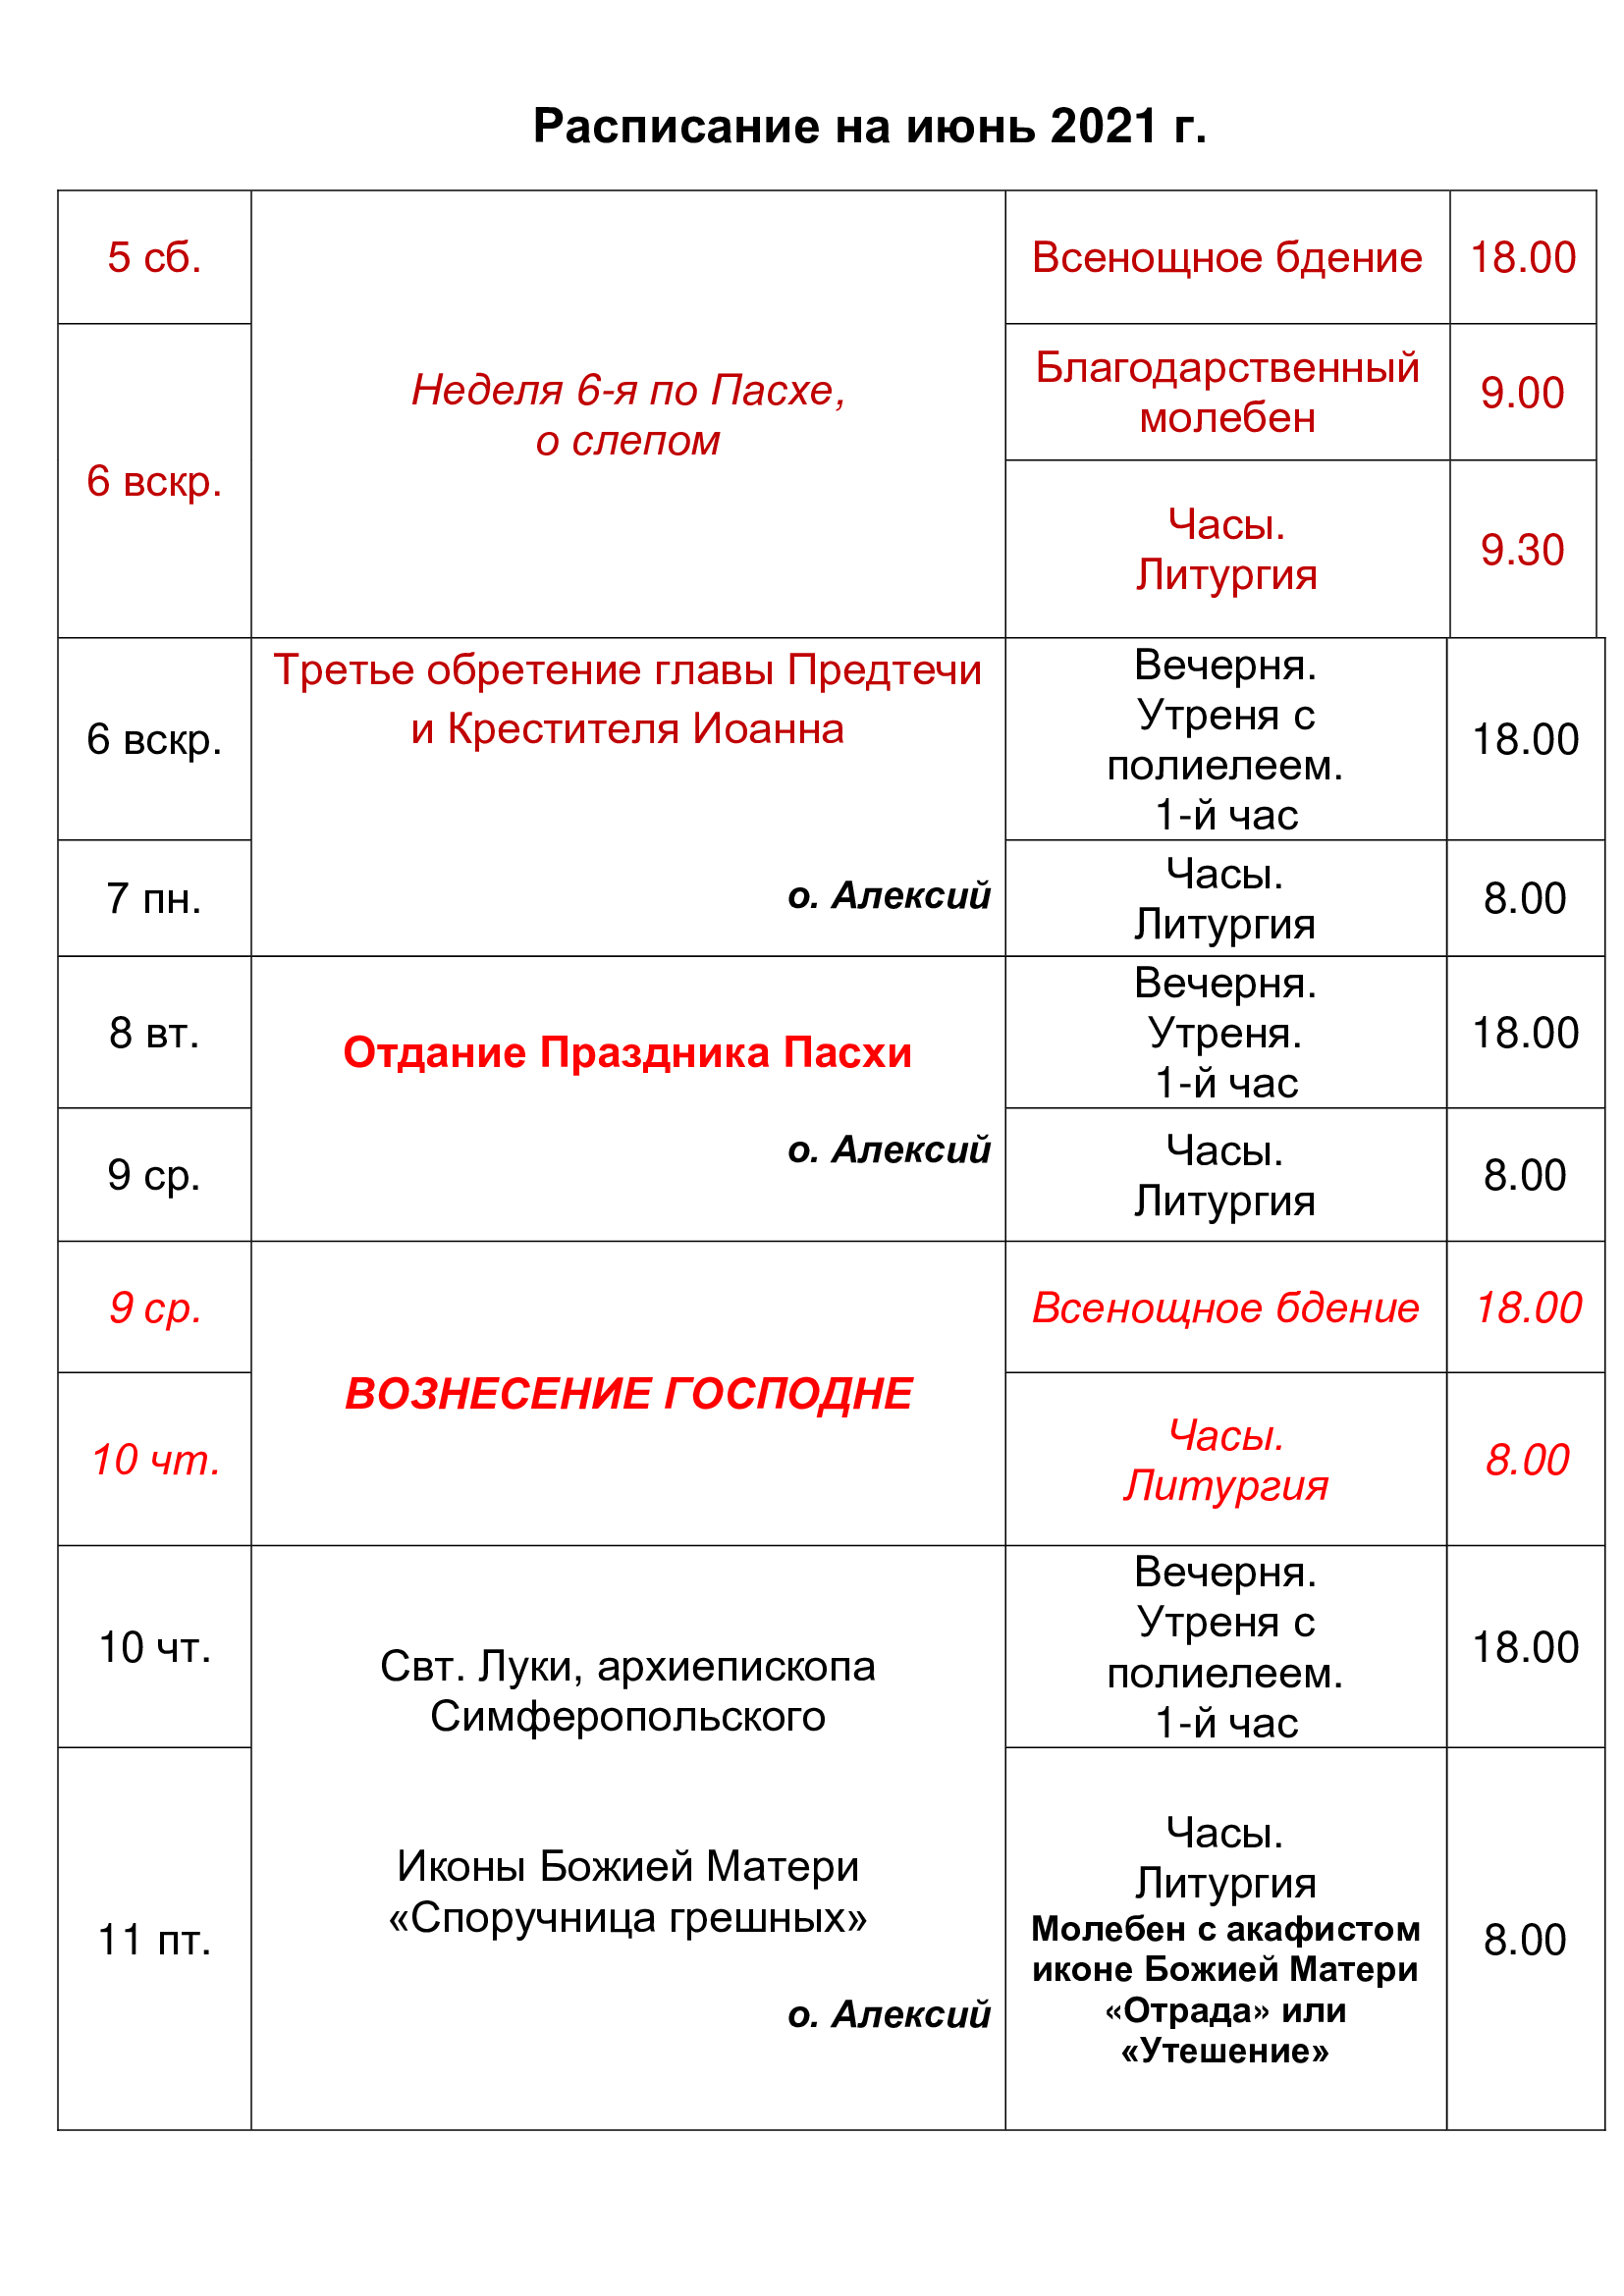 Расписание на июнь 2021 г.
5 сб.
Неделя 6-я по Пасхе,
о слепом
Всенощное бдение
18.00
6 вскр.
Благодарственный
молебен
9.00
Часы.
Литургия
9.30
6 вскр.
Третье обретение главы Предтечи
и Крестителя Иоанна
о. Алексий
Вечерня.
Утреня с
полиелеем.
1-й час
18.00
7 пн.
Часы.
Литургия
8.00
8 вт.
Отдание Праздника Пасхи
о. Алексий
Вечерня.
Утреня.
1-й час
18.00
9 ср.
Часы.
Литургия
8.00
9 ср.
ВОЗНЕСЕНИЕ ГОСПОДНЕ
Всенощное бдение
18.00
10 чт.
Часы.
Литургия
8.00
10 чт.
Свт. Луки, архиепископа
Симферопольского
Иконы Божией Матери
«Споручница грешных»
о. Алексий
Вечерня.
Утреня с
полиелеем.
1-й час
18.00
11 пт.
Часы.
Литургия
Молебен с акафистом
иконе Божией Матери
«Отрада» или
«Утешение»
8.00